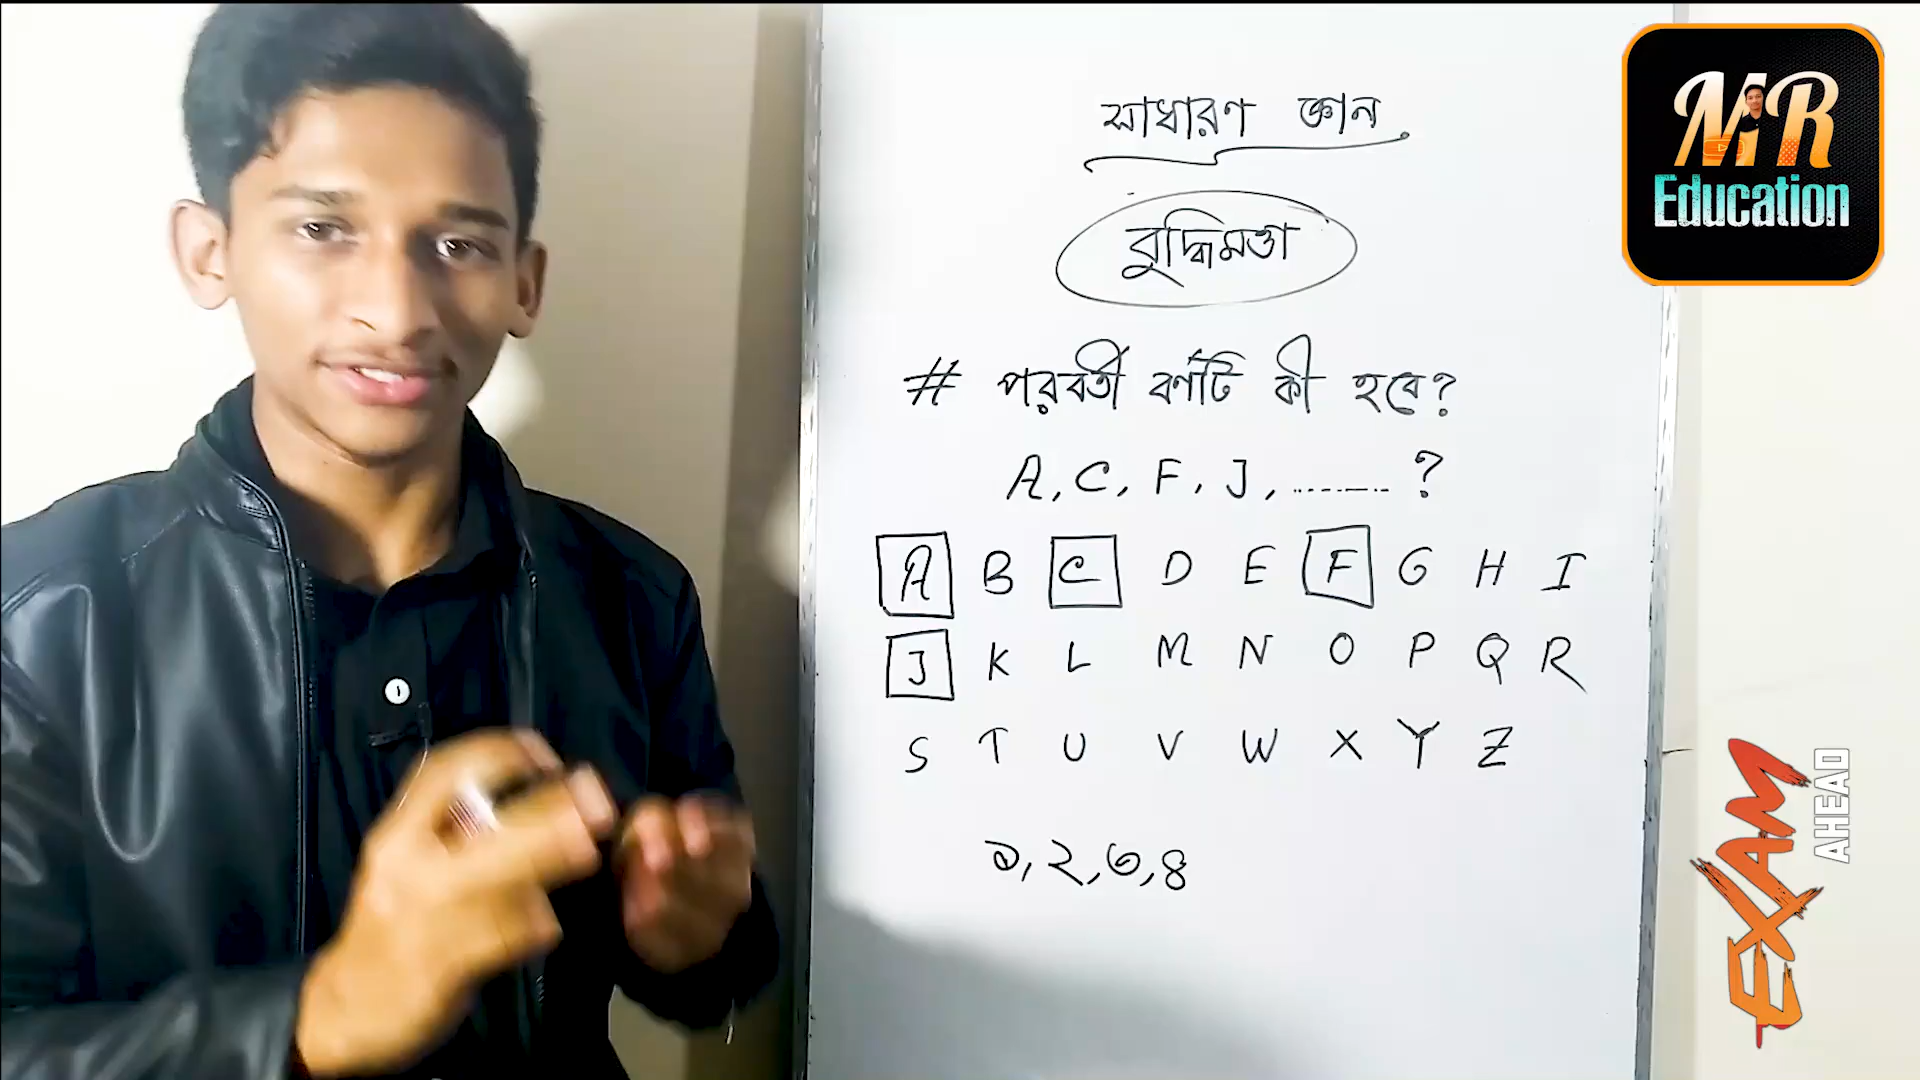 সাধারণ জ্ঞান
বুদ্ধিমত্তা
# পরবর্তী বর্ণটি কী হবে?
A, C, F, J, ........... ?
A B C D E F G H I
J K L M N O P Q R
S T U V W X Y Z
১, ২, ৩, ৪
MR
Education
EXAM
AHEAD